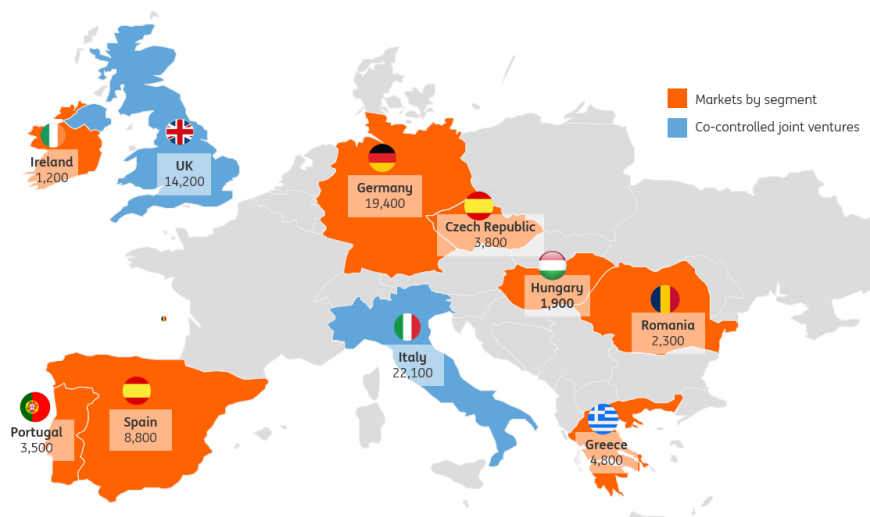 Markets by segment
Co-controlled joint ventures
Ireland
1,200
UK
14,200
Germany
19,400
Czech Republic
3,800
Hungary
1,900
Romania
2,300
Italy
22,100
Portugal
3,500
Spain
8,800
Greece
4,800